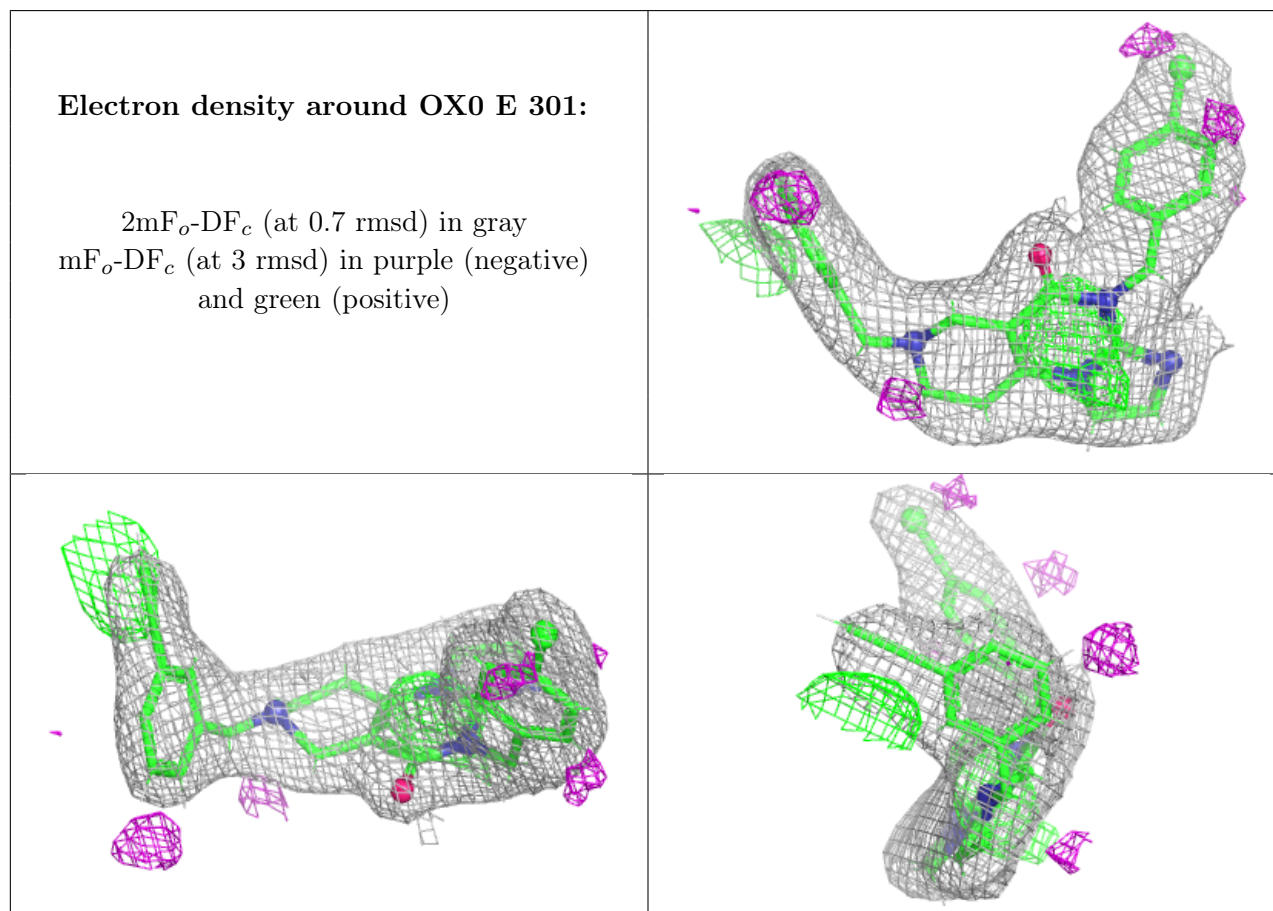 Electron density around OX0 E 301:
2mFo-DFc (at 0.7 rmsd) in gray
mFo-DFc (at 3 rmsd) in purple (negative)
and green (positive)